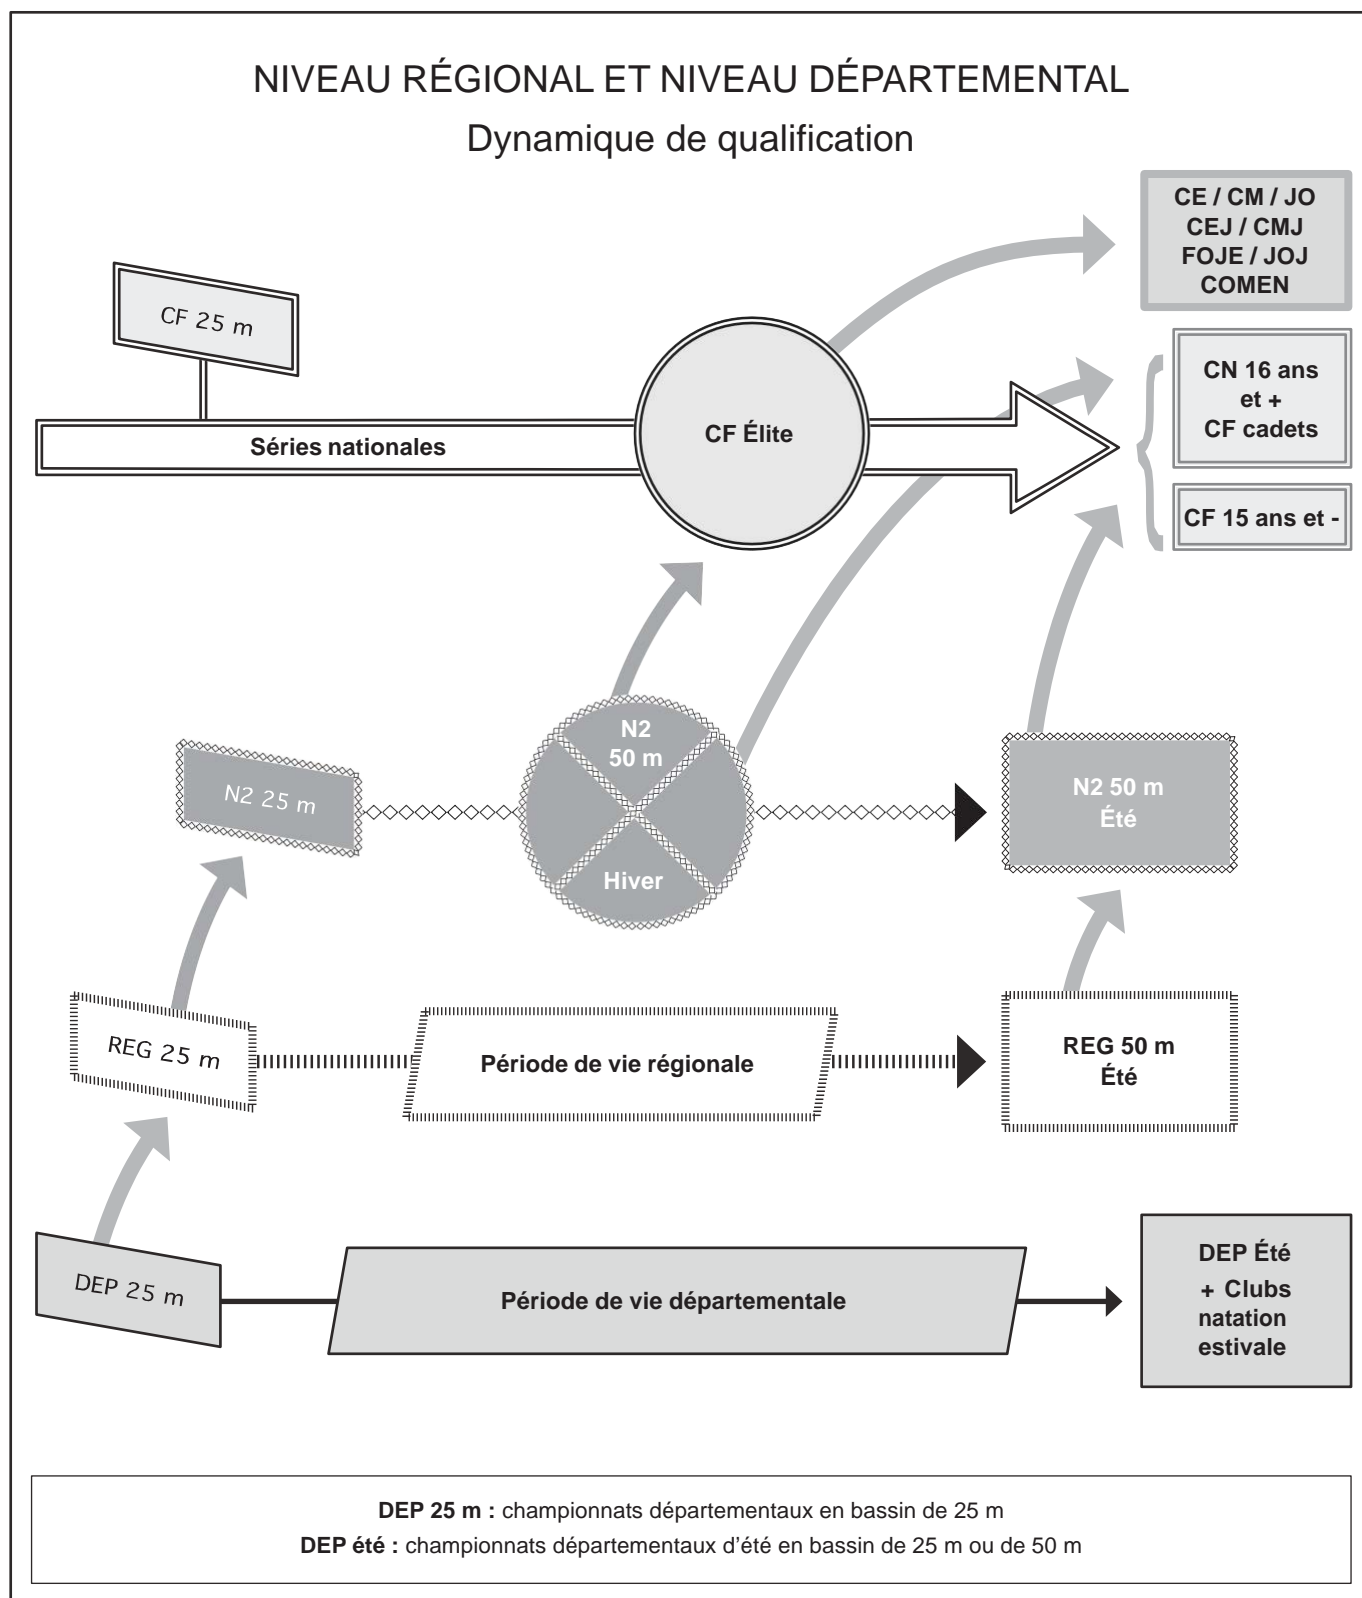 NIVEAU RÉGIONAL ET NIVEAU DÉPARTEMENTAL
Dynamique de qualification
CE / CM / JO
CEJ / CMJ
FOJE / JOJ
COMEN
CF 25 m
CN 16 ans
et +
CF cadets
Séries nationales
CF Élite
CF 15 ans et -
N2
50 m
N2 25 m
N2 50 m
Été
Hiver
REG 25 m
Période de vie régionale
REG 50 m
Été
DEP 25 m
Période de vie départementale
DEP Été
+ Clubs
natation
estivale
DEP 25 m : championnats départementaux en bassin de 25 m
DEP été : championnats départementaux d'été en bassin de 25 m ou de 50 m